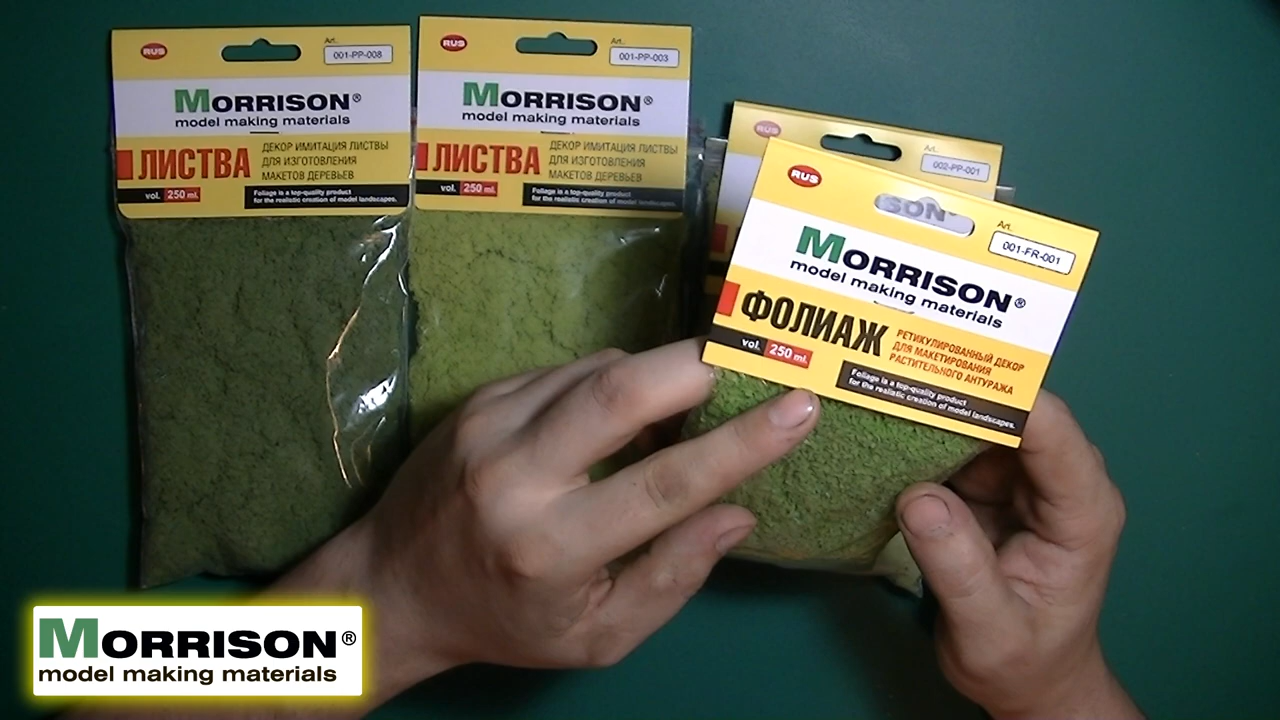 RUS
Art.
001-PP-008
MORRISON®
model making materials
ЛИСТВА
ДЕКОР ИМИТАЦИЯ ЛИСТВЫ
ДЛЯ ИЗГОТОВЛЕНИЯ
МАКЕТОВ ДЕРЕВЬЕВ
vol. 250 ml.
Foliage is a top-quality product
for the realistic creation of model landscapes.
RUS
Art.
001-PP-003
MORRISON®
model making materials
ЛИСТВА
ДЕКОР ИМИТАЦИЯ ЛИСТВЫ
ДЛЯ ИЗГОТОВЛЕНИЯ
МАКЕТОВ ДЕРЕВЬЕВ
vol. 250 ml.
Foliage is a top-quality product
for the realistic creation of model landscapes.
RUS
Art.
002-PP-001
RUS
SON®
Art.
001-FR-001
MORRISON®
model making materials
ФОЛИАЖ
РЕТИКУЛИРОВАННЫЙ ДЕКОР
ДЛЯ МАКЕТИРОВАНИЯ
РАСТИТЕЛЬНОГО АНТУРАЖА
vol. 250 ml.
Foliage is a top-quality product
for the realistic creation of model landscapes.
MORRISON®
model making materials